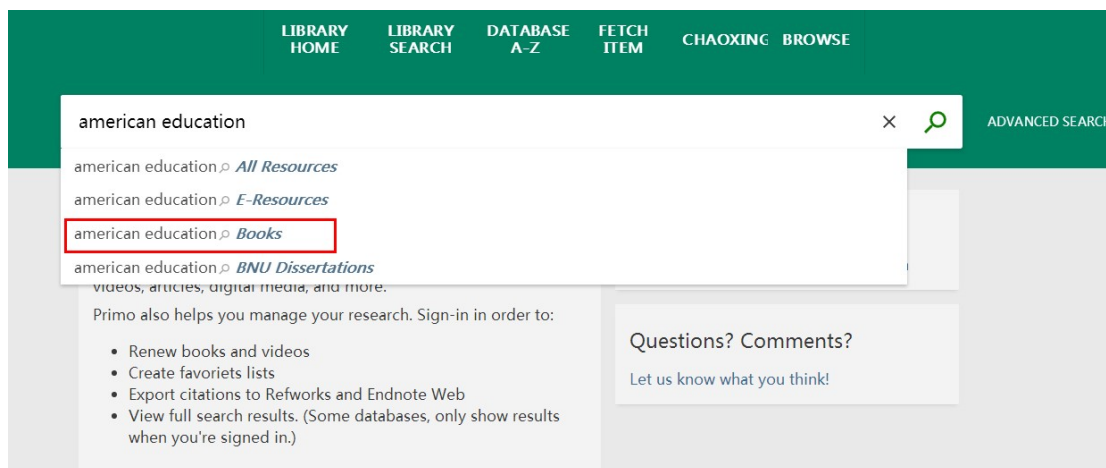 LIBRARY HOME
LIBRARY SEARCH
DATABASE A-Z
FETCH ITEM
CHAOXING
BROWSE
american education
ADVANCED SEARCH
american education All Resources
american education E-Resources
american education Books
american education BNU Dissertations
videos, articles, digital media, and more.
Primo also helps you manage your research. Sign-in in order to:
• Renew books and videos
• Create favoriets lists
• Export citations to Refworks and Endnote Web
• View full search results. (Some databases, only show results
when you're signed in.)
Questions? Comments?
Let us know what you think!